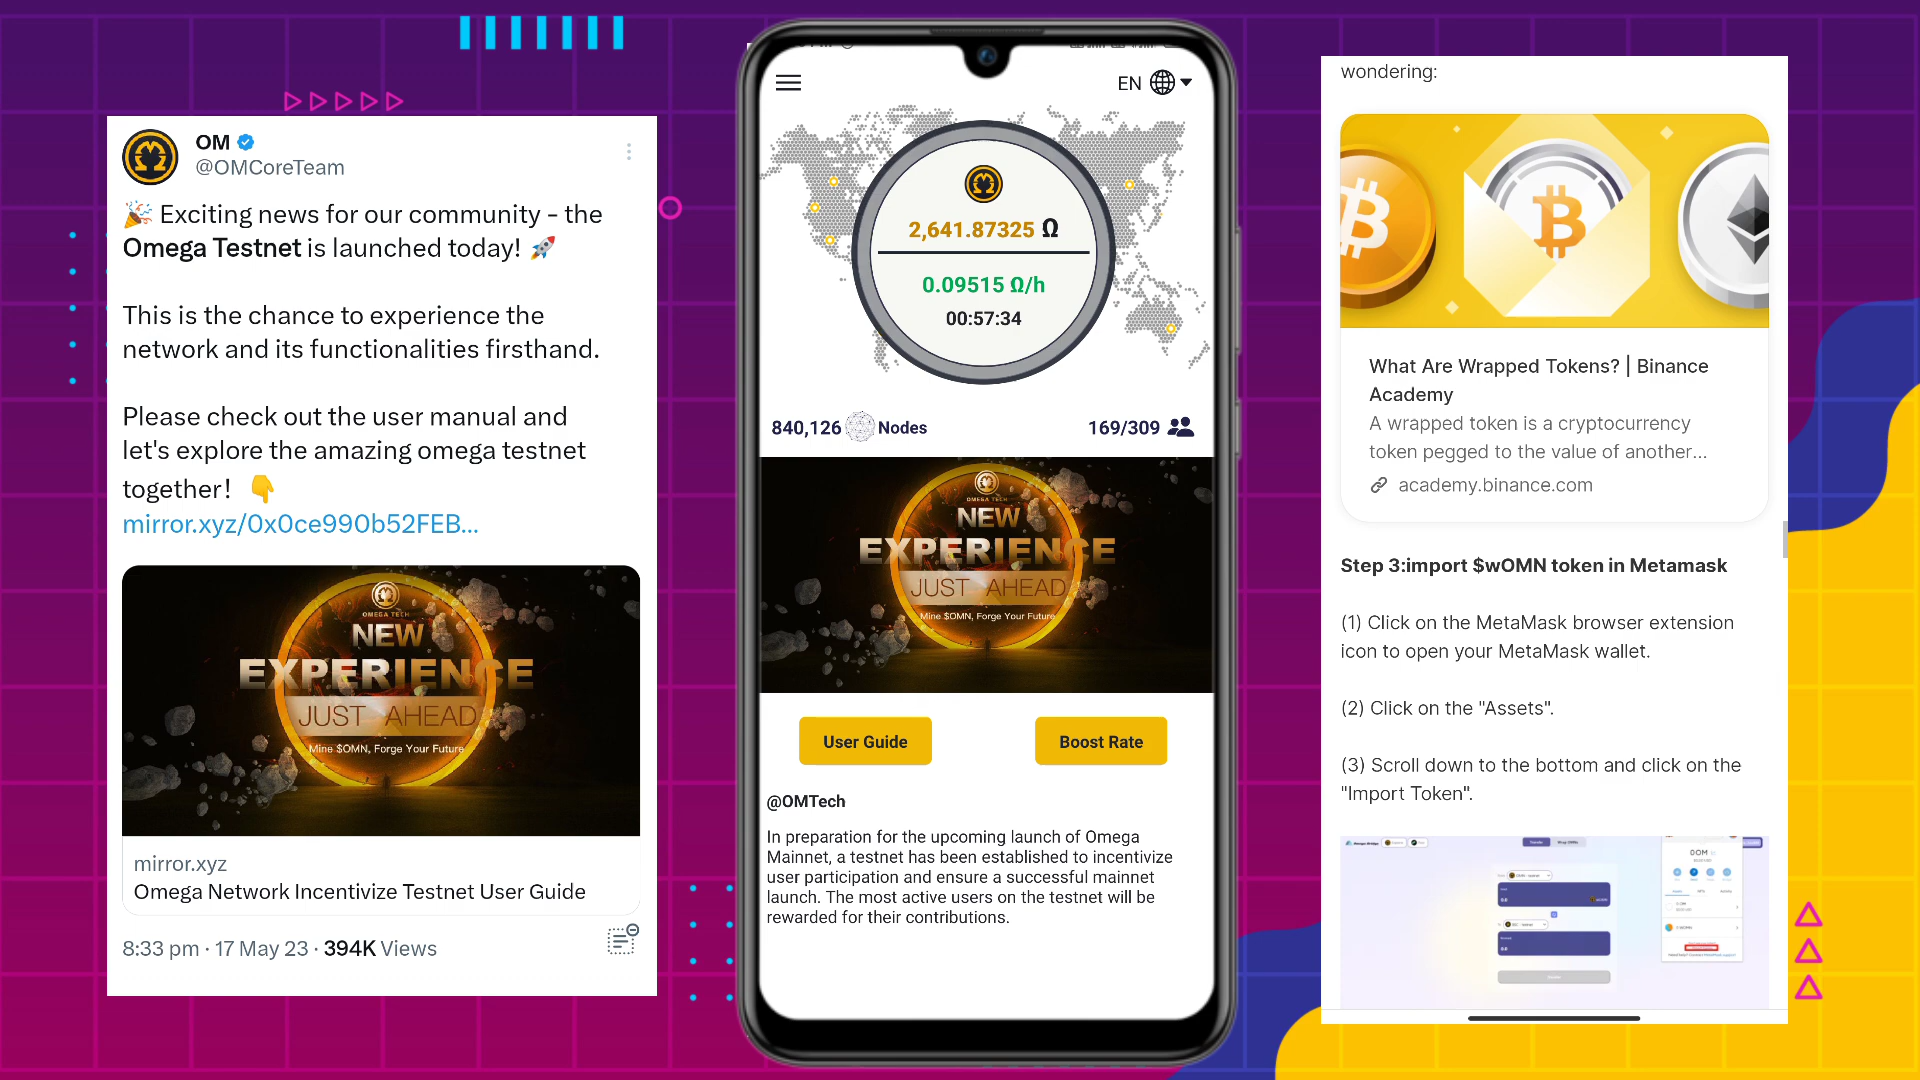 OM
@OMCoreTeam
🎉 Exciting news for our community - the
Omega Testnet is launched today! 🚀
This is the chance to experience the
network and its functionalities firsthand.
Please check out the user manual and
let's explore the amazing omega testnet
together! 👇
mirror.xyz/0x0ce990b52FEB...
OMEGA TECH
NEW
EXPERIENCE
JUST AHEAD
Mine $OMN, Forge Your Future
mirror.xyz
Omega Network Incentivize Testnet User Guide
8:33 pm · 17 May 23 · 394K Views
EN
2,641.87325 Ω
0.09515 Ω/h
00:57:34
840,126 Nodes
169/309
OMEGA TECH
NEW
EXPERIENCE
JUST AHEAD
Mine $OMN, Forge Your Future
User Guide
Boost Rate
@OMTech
In preparation for the upcoming launch of Omega
Mainnet, a testnet has been established to incentivize
user participation and ensure a successful mainnet
launch. The most active users on the testnet will be
rewarded for their contributions.
wondering:
What Are Wrapped Tokens? | Binance
Academy
A wrapped token is a cryptocurrency
token pegged to the value of another...
academy.binance.com
Step 3:import $wOMN token in Metamask
(1) Click on the MetaMask browser extension
icon to open your MetaMask wallet.
(2) Click on the "Assets".
(3) Scroll down to the bottom and click on the
"Import Token".